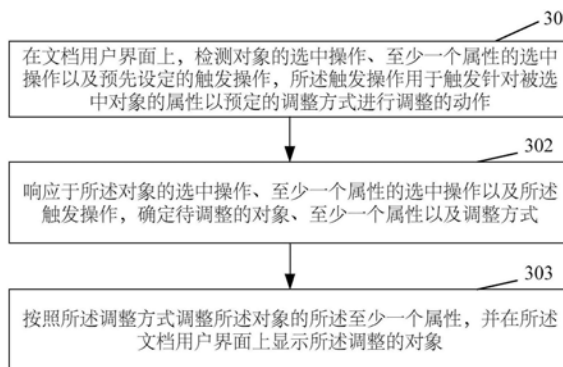 30
在文档用户界面上，检测对象的选中操作、至少一个属性的选中
操作以及预先设定的触发操作，所述触发操作用于触发针对被选
中对象的属性以预定的调整方式进行调整的动作
302
响应于所述对象的选中操作、至少一个属性的选中操作以及所述
触发操作，确定待调整的对象、至少一个属性以及调整方式
303
按照所述调整方式调整所述对象的所述至少一个属性，并在所述
文档用户界面上显示所述调整的对象